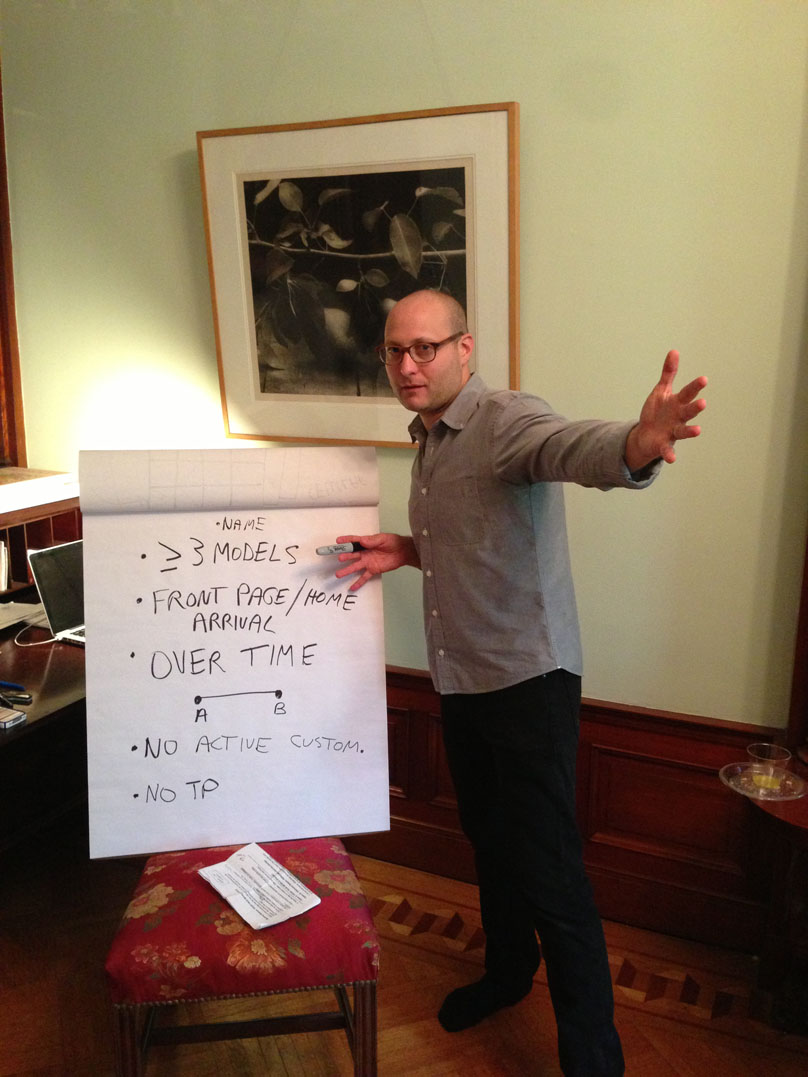 • NAME
• ≥ 3 MODELS
• FRONT PAGE/HOME
ARRIVAL
• OVER TIME
A B
• NO ACTIVE CUSTOM.
• NO TP